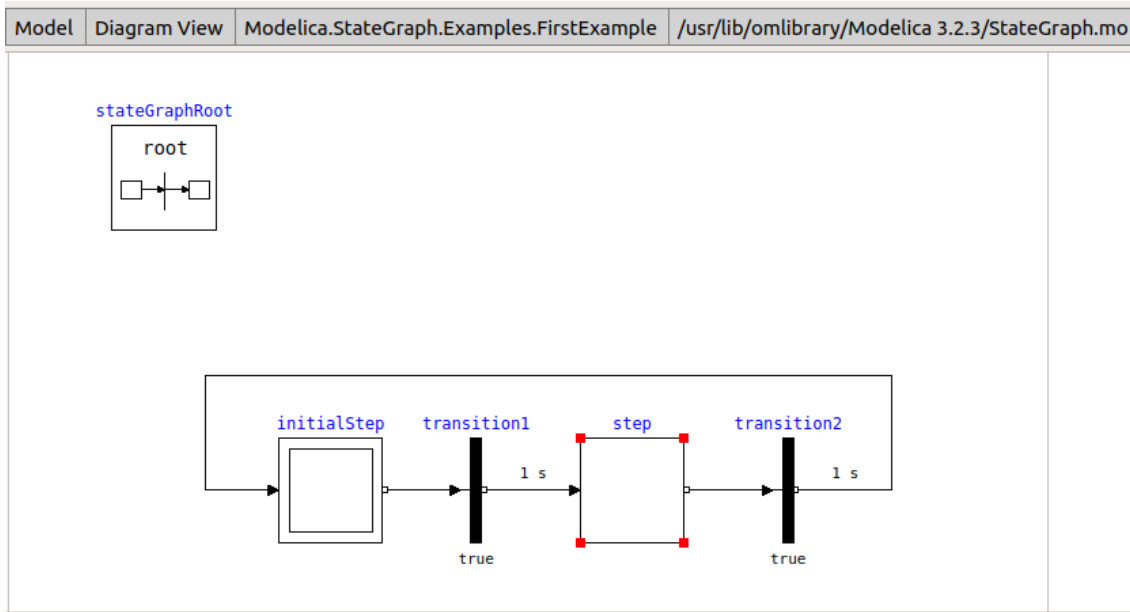 Model Diagram View Modelica.StateGraph.Examples.FirstExample /usr/lib/omlibrary/Modelica 3.2.3/StateGraph.mo
stateGraphRoot
root
initialStep transition1 step transition2
1 s 1 s
true true